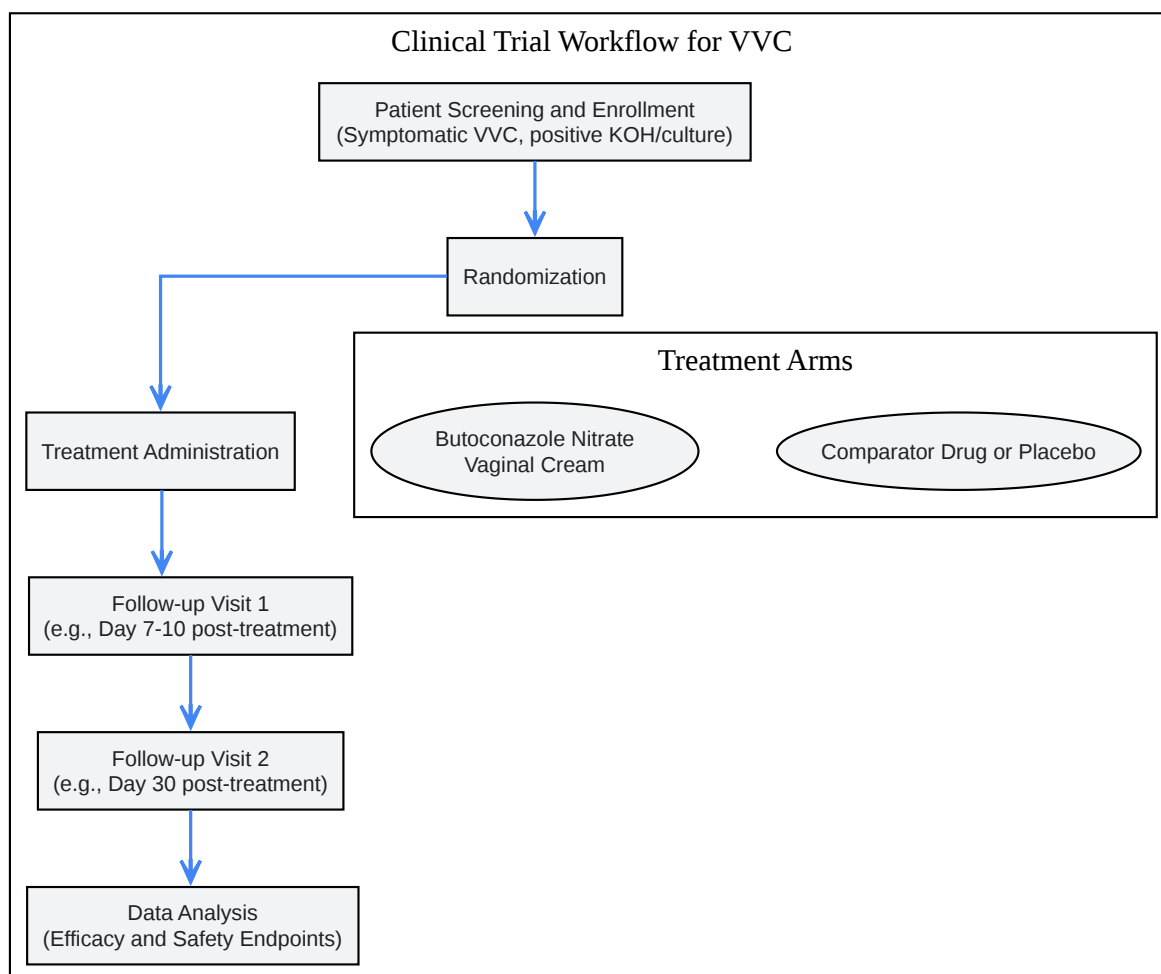 Clinical Trial Workflow for VVC
Patient Screening and Enrollment
(Symptomatic VVC, positive KOH/culture)
Randomization
Treatment Arms
Butoconazole Nitrate
Vaginal Cream
Comparator Drug or Placebo
Treatment Administration
Follow-up Visit 1
(e.g., Day 7-10 post-treatment)
Follow-up Visit 2
(e.g., Day 30 post-treatment)
Data Analysis
(Efficacy and Safety Endpoints)